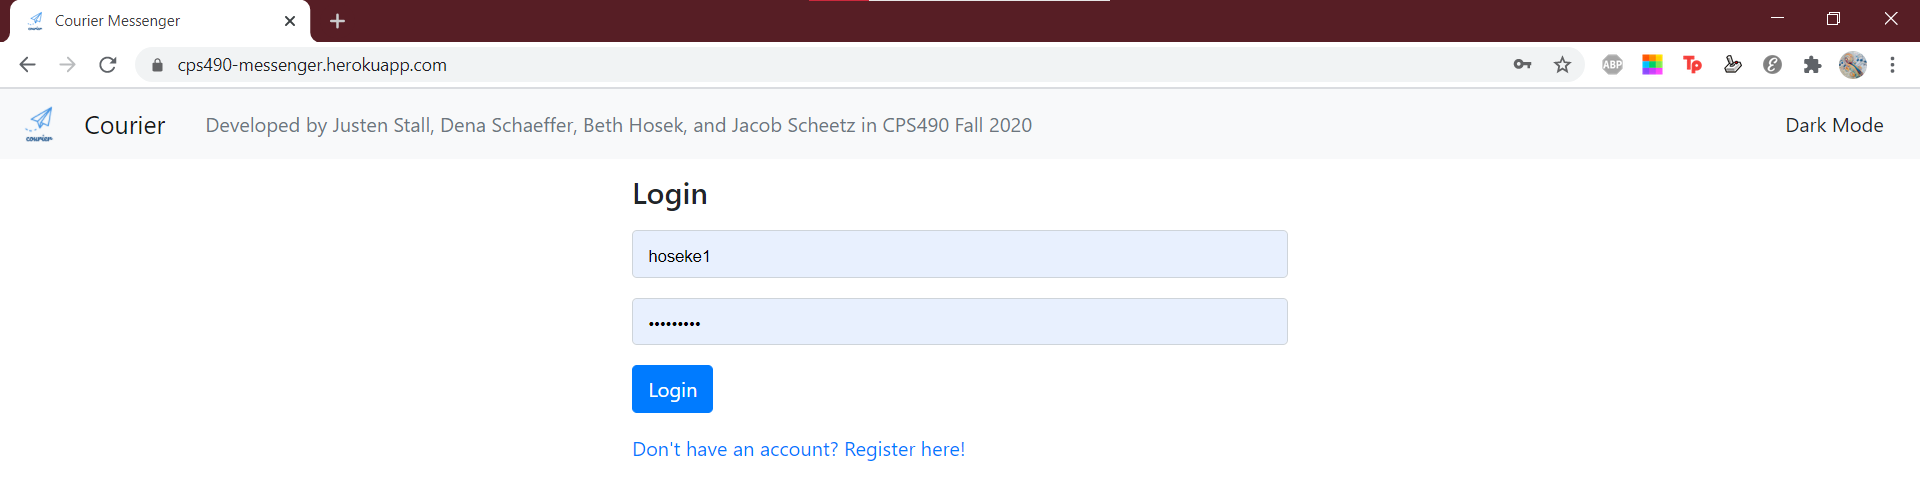 Courier Messenger
cps490-messenger.herokuapp.com
ABP
Tp
courier
Courier
Developed by Justen Stall, Dena Schaeffer, Beth Hosek, and Jacob Scheetz in CPS490 Fall 2020
Dark Mode
Login
hoseke1
•••••••••
Login
Don't have an account? Register here!